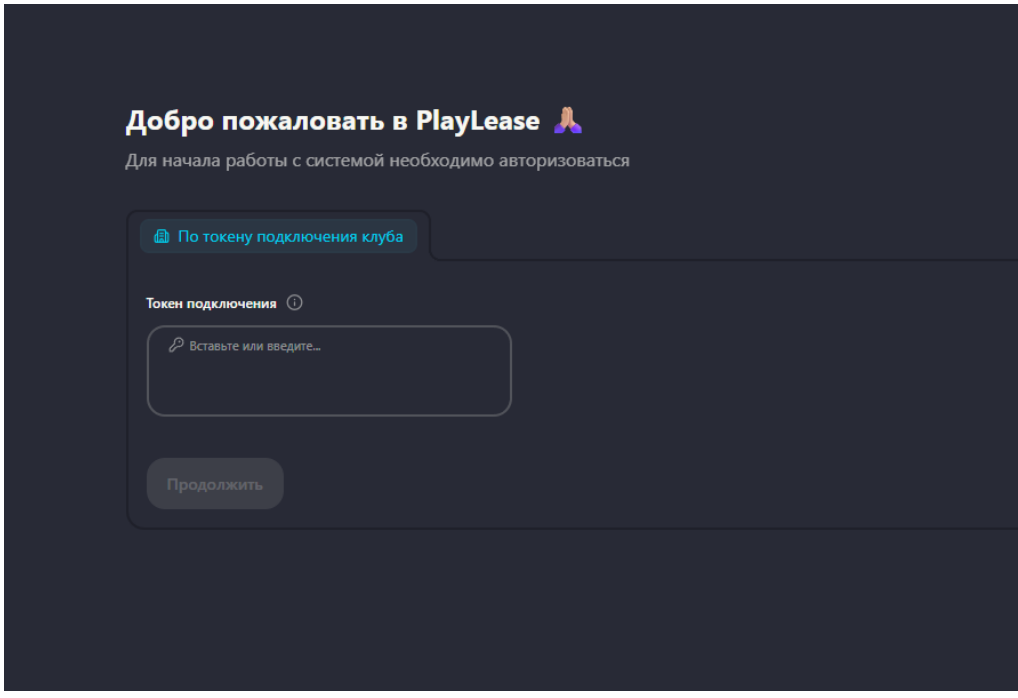 Добро пожаловать в PlayLease 🙏🏼
Для начала работы с системой необходимо авторизоваться
По токену подключения клуба
Токен подключения
Вставьте или введите...
Продолжить